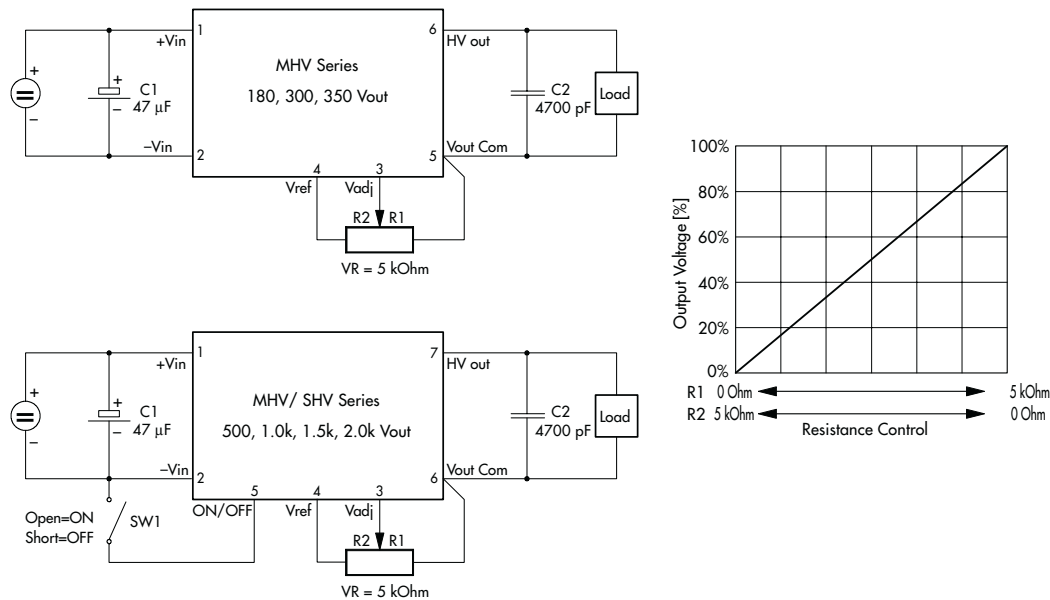 1
+Vin
MHV Series
180, 300, 350 Vout
6
HV out
+
–
+
–
C1
47 µF
C2
4700 pF
Load
–Vin
2
Vout Com
5
4
3
Vref
Vadj
R2 R1
VR = 5 kOhm
1
+Vin
MHV/ SHV Series
500, 1.0k, 1.5k, 2.0k Vout
7
HV out
+
–
+
–
C1
47 µF
C2
4700 pF
Load
–Vin
2
Vout Com
6
5
4
3
ON/OFF
Vref
Vadj
Open=ON
Short=OFF
SW1
R2 R1
VR = 5 kOhm
Output Voltage [%]
100%
80%
60%
40%
20%
0%
R1 0 Ohm 5 kOhm
R2 5 kOhm 0 Ohm
Resistance Control